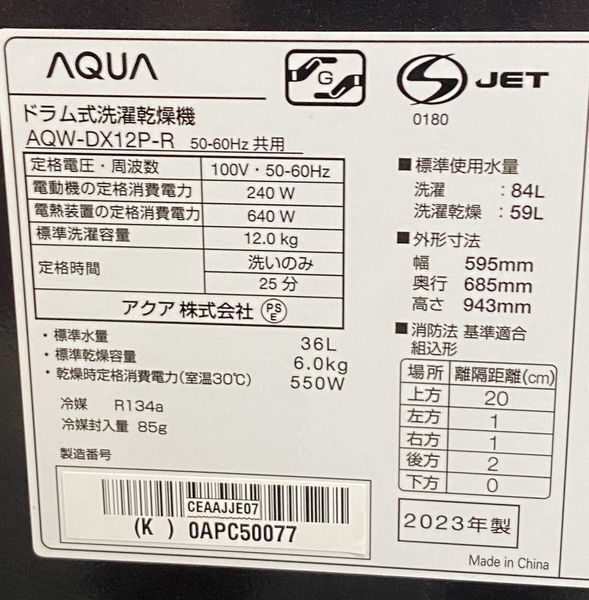 AQUA
G
S JET
0180
ドラム式洗濯乾燥機
AQW-DX12P-R 50-60Hz 共用
定格電圧・周波数 100V・50-60Hz
電動機の定格消費電力 240 W
電熱装置の定格消費電力 640 W
標準洗濯容量 12.0 kg
定格時間 洗いのみ
25 分
アクア 株式会社 PSE
・標準水量 36L
・標準乾燥容量 6.0kg
・乾燥時定格消費電力(室温30℃) 550W
冷媒 R134a
冷媒封入量 85g
製造番号
CEAAJJE07
(K) 0APC50077
■標準使用水量
洗濯 : 84L
洗濯乾燥 : 59L
■外形寸法
幅 595mm
奥行 685mm
高さ 943mm
■消防法 基準適合
組込形
場所 離隔距離(cm)
上方 20
左方 1
右方 1
後方 2
下方 0
2023年製
Made in China